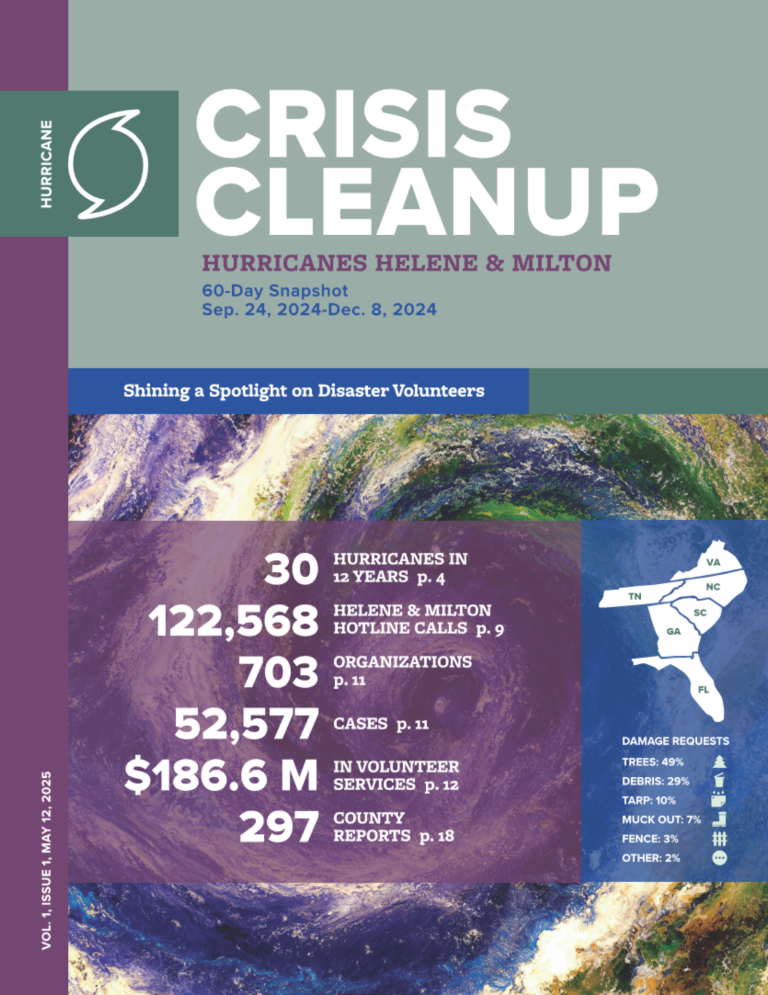 HURRICANE
CRISIS
CLEANUP
HURRICANES HELENE & MILTON
60-Day Snapshot
Sep. 24, 2024-Dec. 8, 2024
Shining a Spotlight on Disaster Volunteers
30 HURRICANES IN
12 YEARS p. 4
122,568 HELENE & MILTON
HOTLINE CALLS p. 9
703 ORGANIZATIONS
p. 11
52,577 CASES p. 11
$186.6 M IN VOLUNTEER
SERVICES p. 12
297 COUNTY
REPORTS p. 18
VA
NC
TN
SC
GA
FL
DAMAGE REQUESTS
TREES: 49%
DEBRIS: 29%
TARP: 10%
MUCK OUT: 7%
FENCE: 3%
OTHER: 2%
VOL. 1, ISSUE 1, MAY 12, 2025